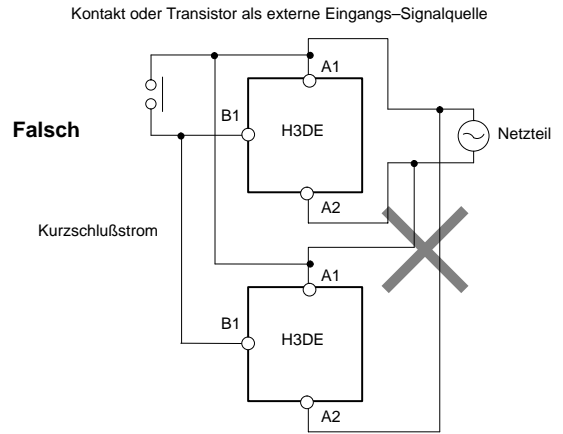 Kontakt oder Transistor als externe Eingangs–Signalquelle
A1
B1
H3DE
Falsch
Netzteil
A2
Kurzschlußstrom
A1
B1
H3DE
A2